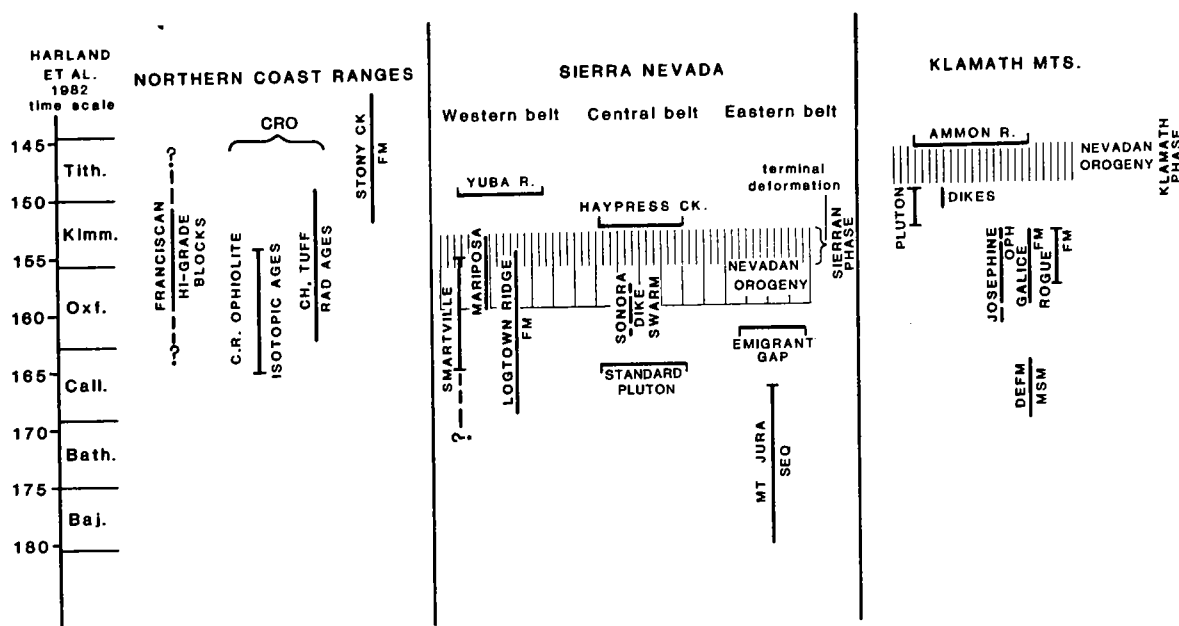 HARLAND
ET AL.
1982
time scale
145
150
155
160
165
170
175
180
Tith.
Kimm.
Oxf.
Call.
Bath.
Baj.
NORTHERN COAST RANGES
CRO
FRANCISCAN
HI-GRADE
BLOCKS
?
?
C.R. OPHIOLITE
ISOTOPIC AGES
CH, TUFF
RAD AGES
STONY CK
FM
SIERRA NEVADA
Western belt
Central belt
Eastern belt
YUBA R.
HAYPRESS CK.
terminal
deformation
SIERRAN
PHASE
SMARTVILLE
?
MARIPOSA
LOGTOWN RIDGE
FM
SONORA
DIKE
SWARM
NEVADAN
OROGENY
STANDARD
PLUTON
EMIGRANT
GAP
MT JURA
SEQ
KLAMATH MTS.
AMMON R.
NEVADAN
OROGENY
KLAMATH
PHASE
PLUTON
DIKES
JOSEPHINE
OPH
GALICE
FM
ROGUE
FM
DEFM
MSM